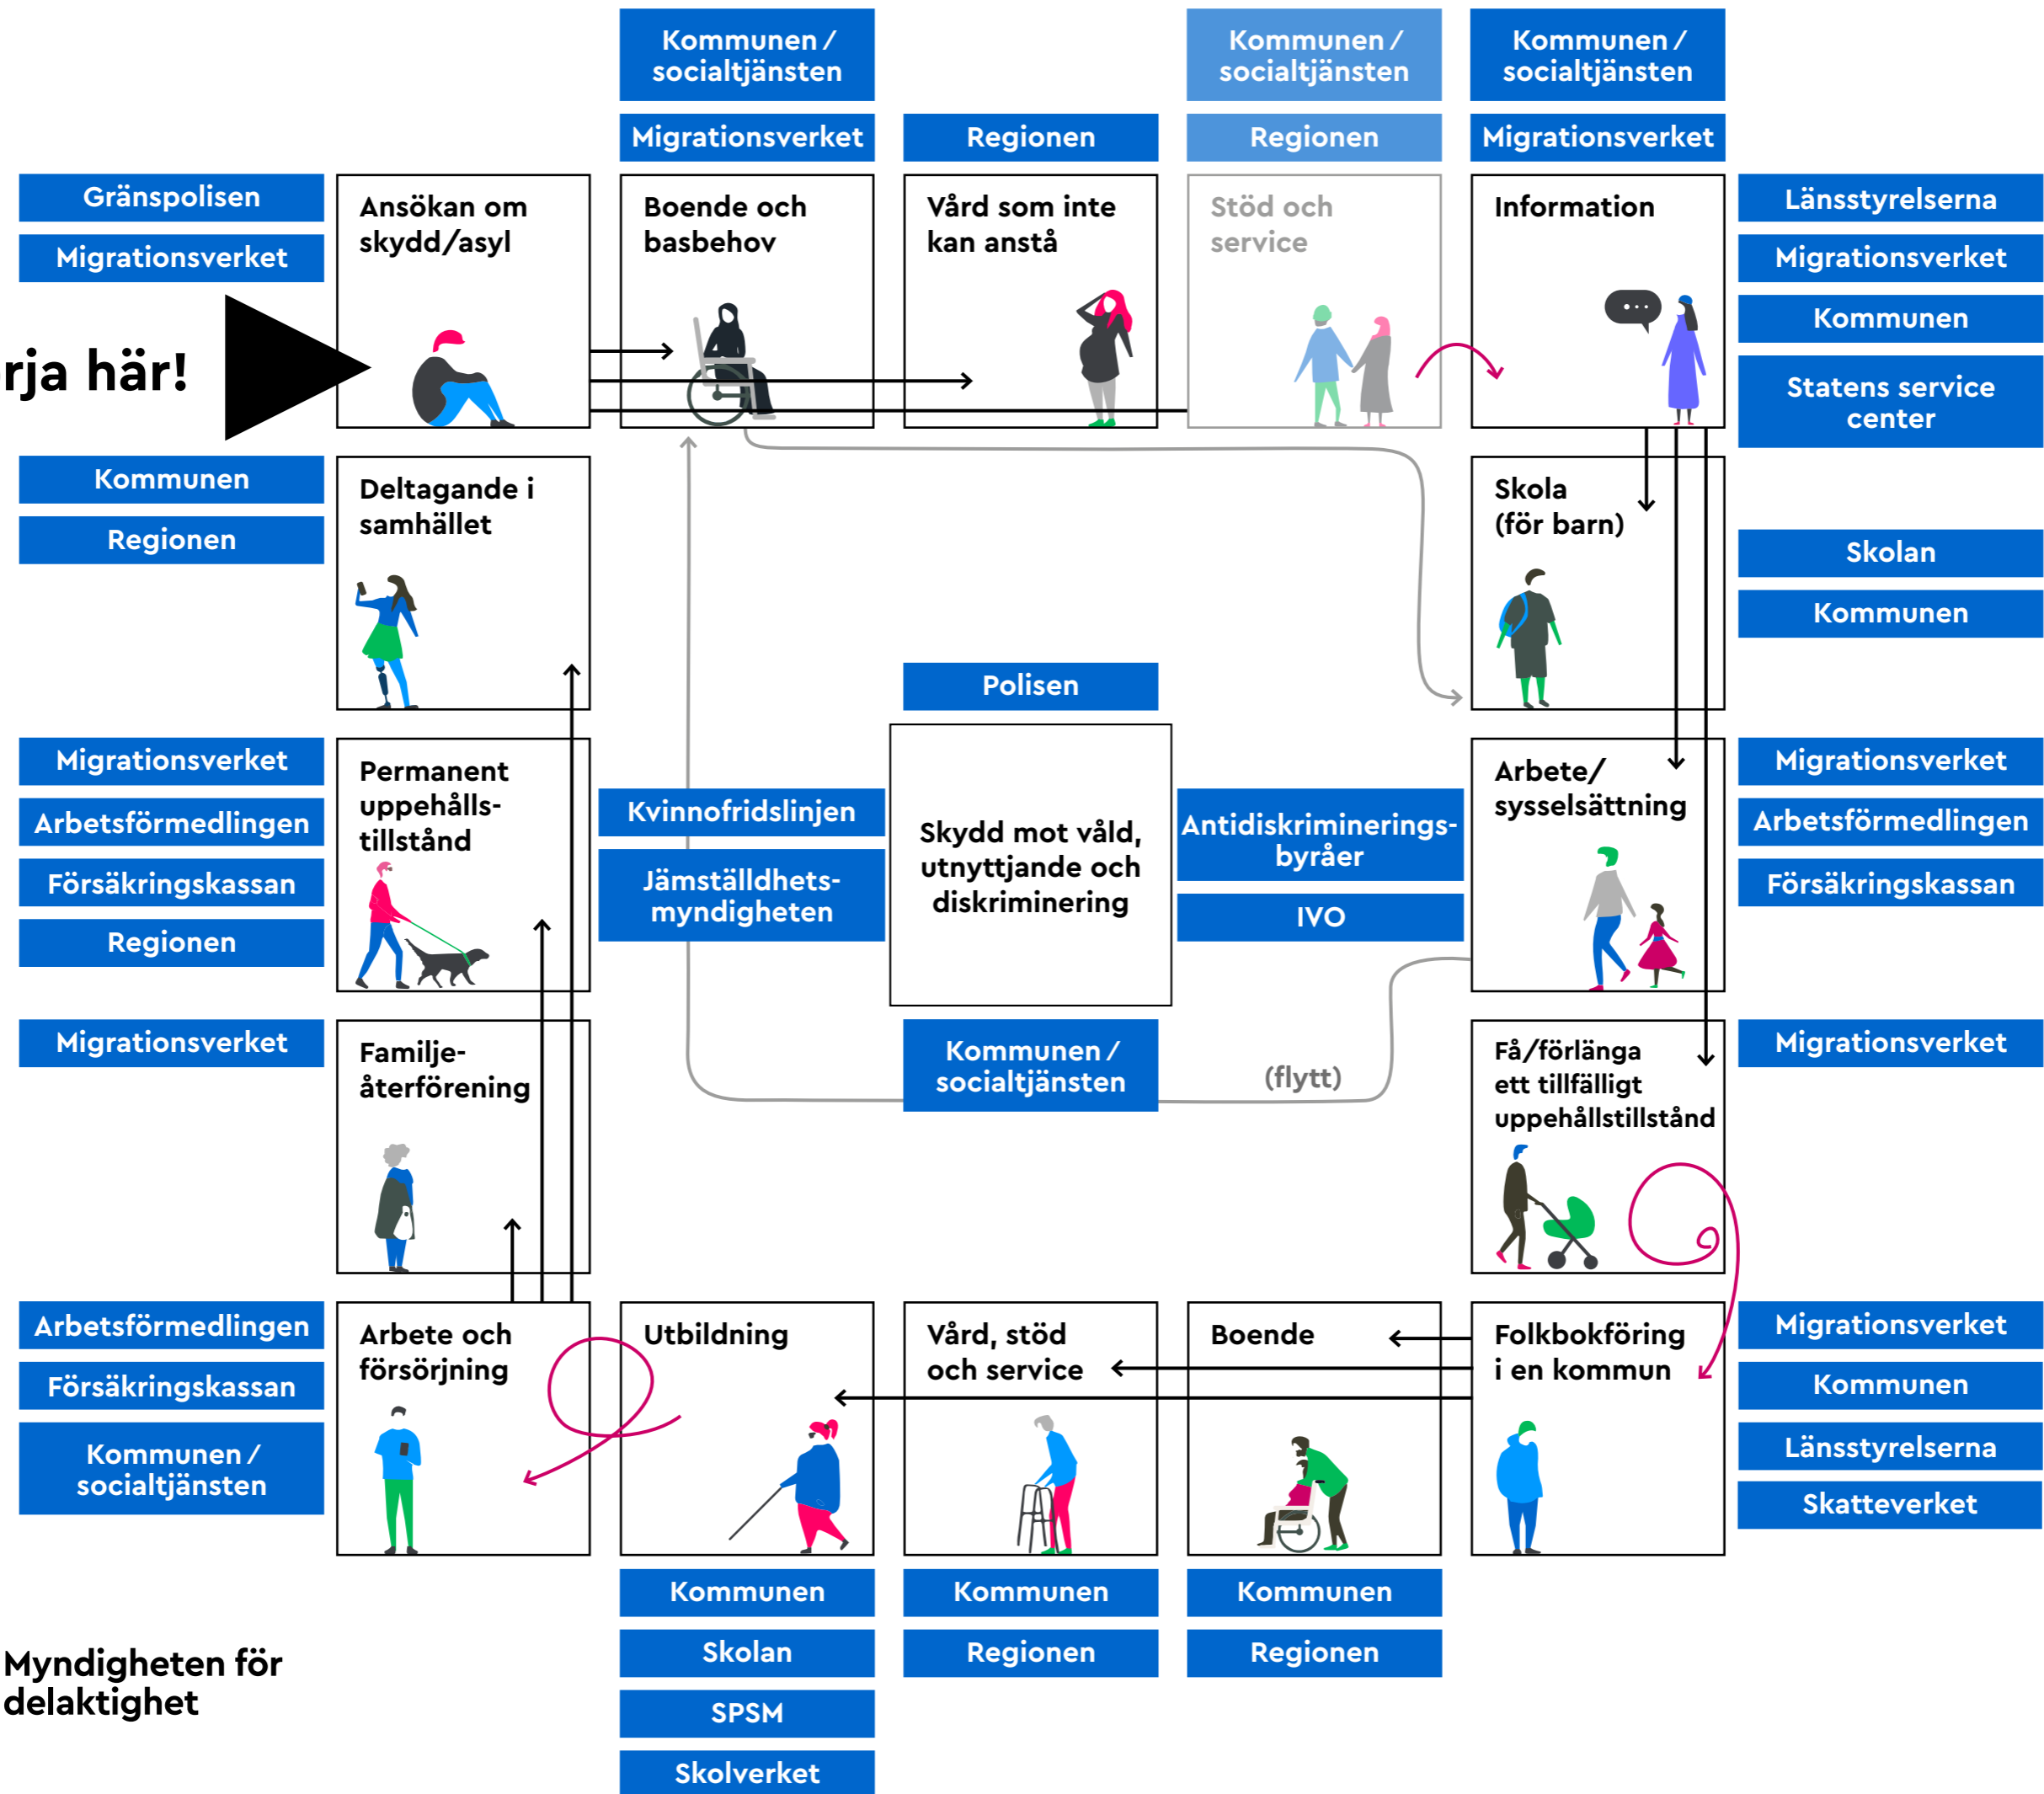 Kommunen /
socialtjänsten
Kommunen /
socialtjänsten
Kommunen /
socialtjänsten
Migrationsverket
Regionen
Regionen
Migrationsverket
Gränspolisen
Migrationsverket
Ansökan om
skydd/asyl
Boende och
basbehov
Vård som inte
kan anstå
Stöd och
service
Information
Länsstyrelserna
Migrationsverket
Kommunen
Statens service
center
rja här!
Kommunen
Regionen
Deltagande i
samhället
Skola
(för barn)
Skolan
Kommunen
Polisen
Migrationsverket
Arbetsförmedlingen
Försäkringskassan
Regionen
Permanent
uppehålls-
tillstånd
Kvinnofridslinjen
Jämställdhets-
myndigheten
Skydd mot våld,
utnyttjande och
diskriminering
Antidiskriminerings-
byråer
IVO
Arbete/
sysselsättning
Migrationsverket
Arbetsförmedlingen
Försäkringskassan
Migrationsverket
Familje-
återförening
Kommunen /
socialtjänsten
(flytt)
Få/förlänga
ett tillfälligt
uppehållstillstånd
Migrationsverket
Arbetsförmedlingen
Försäkringskassan
Kommunen /
socialtjänsten
Arbete och
försörjning
Utbildning
Vård, stöd
och service
Boende
Folkbokföring
i en kommun
Migrationsverket
Kommunen
Länsstyrelserna
Skatteverket
Kommunen
Skolan
SPSM
Skolverket
Kommunen
Regionen
Kommunen
Regionen
Myndigheten för
delaktighet